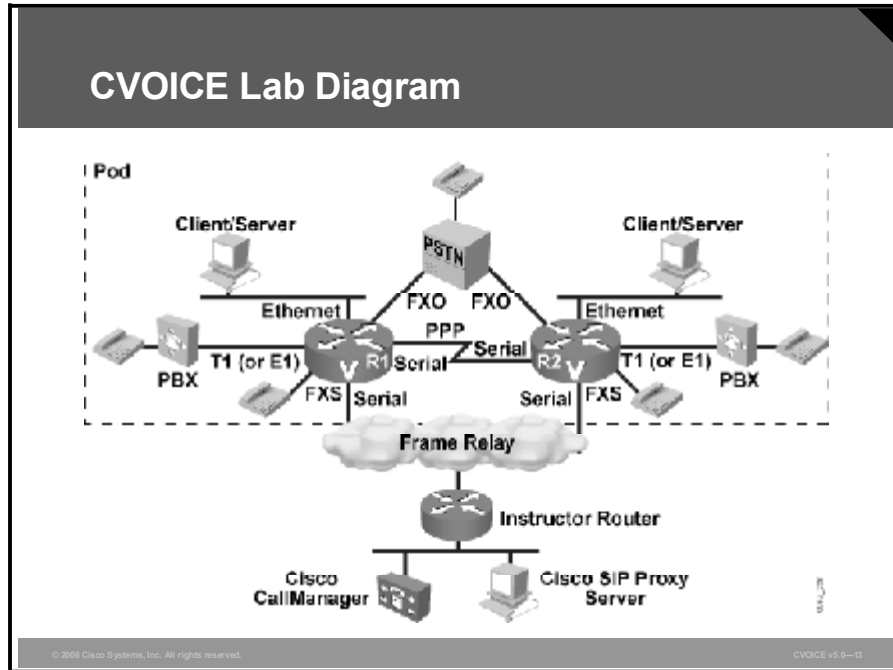 CVOICE Lab Diagram
Pod
Client/Server
Client/Server
PSTN
Ethernet
FXO
FXO
Ethernet
PPP
Serial
Serial
R1
R2
V
V
PBX
T1 (or E1)
T1 (or E1)
PBX
FXS
Serial
Serial
FXS
Frame Relay
Instructor Router
Cisco
CallManager
Cisco SIP Proxy
Server
© 2006 Cisco Systems, Inc. All rights reserved.
CVOICE v5.0—13